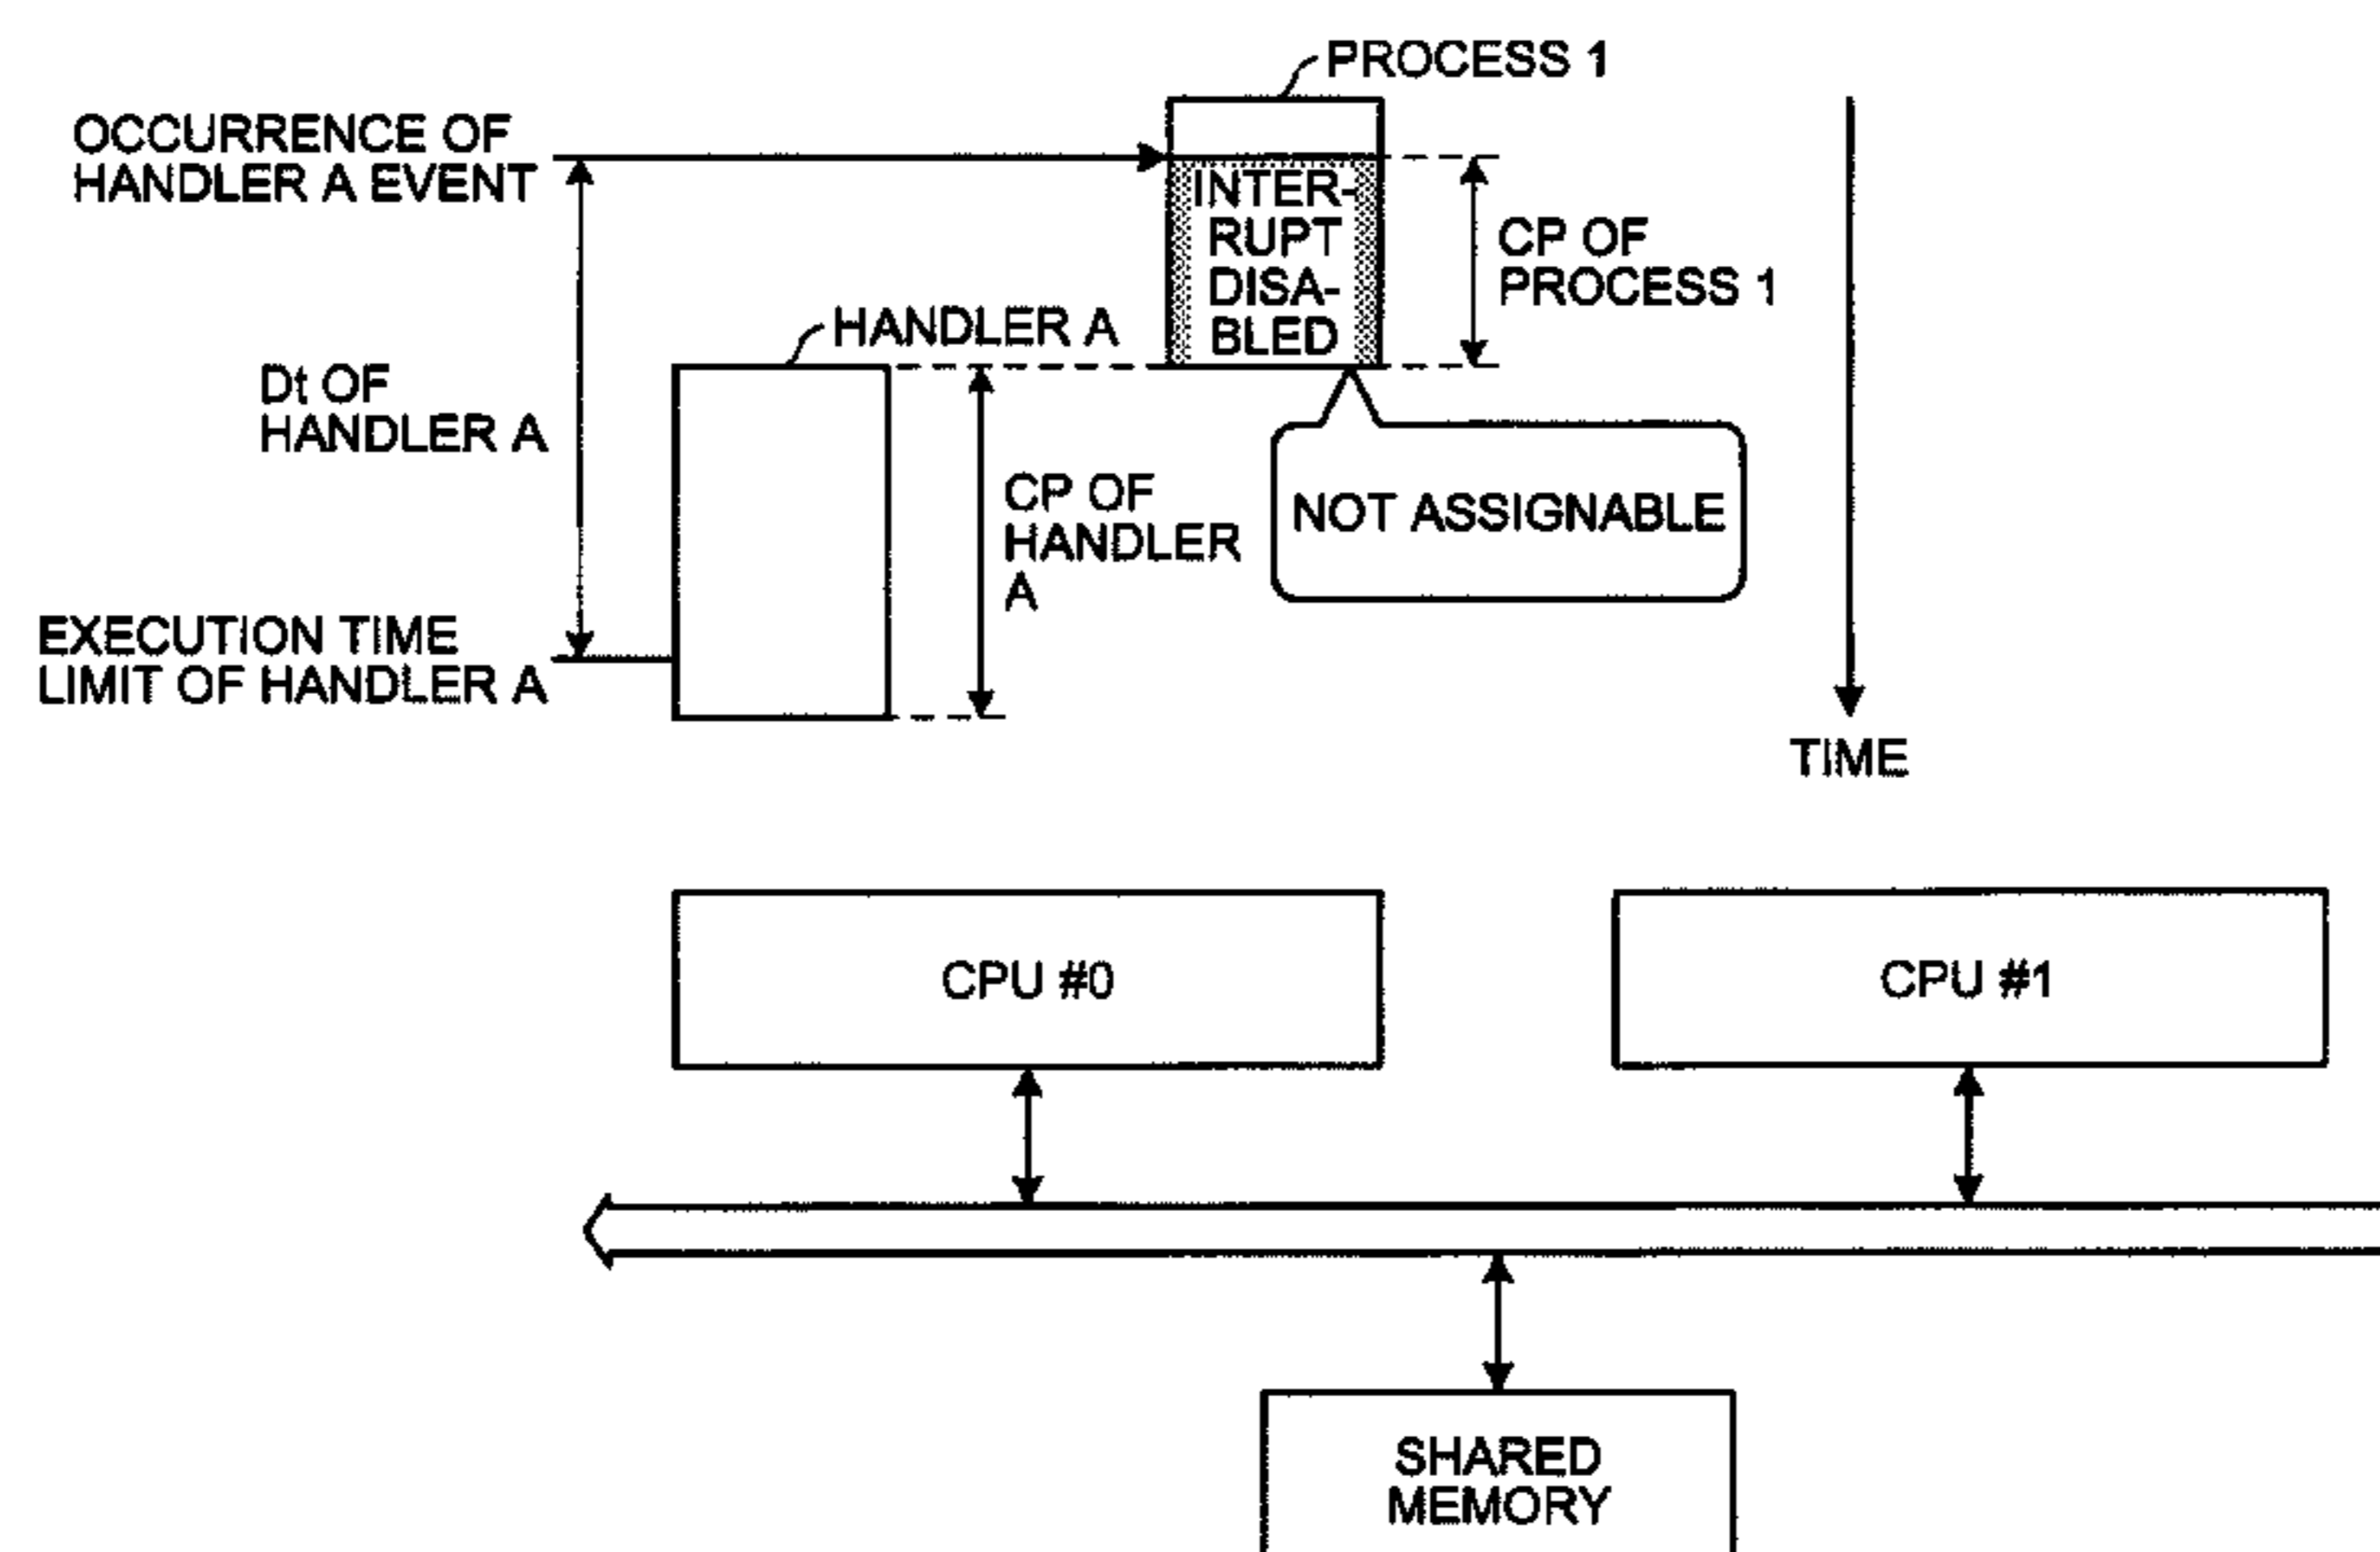 PROCESS 1
OCCURRENCE OF
HANDLER A EVENT
INTER-
RUPT
DISA-
BLED
CP OF
PROCESS 1
HANDLER A
Dt OF
HANDLER A
CP OF
HANDLER
A
NOT ASSIGNABLE
EXECUTION TIME
LIMIT OF HANDLER A
TIME
CPU #0
CPU #1
SHARED
MEMORY